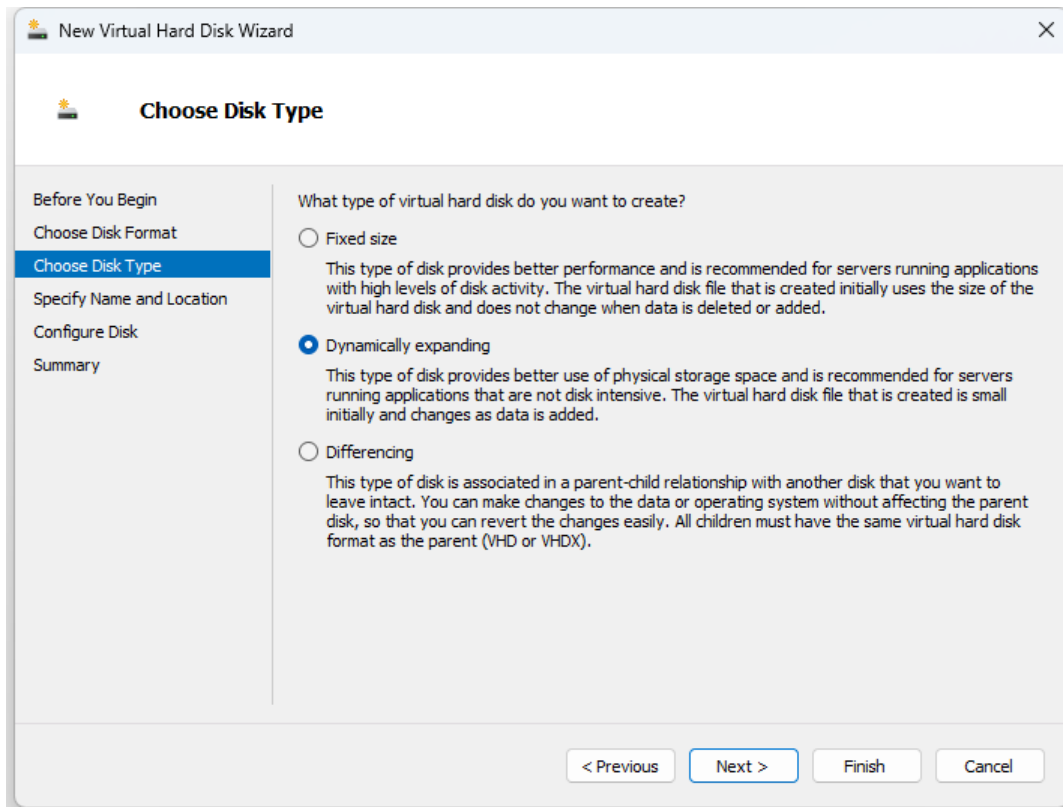 New Virtual Hard Disk Wizard
Choose Disk Type
Before You Begin
Choose Disk Format
Choose Disk Type
Specify Name and Location
Configure Disk
Summary
What type of virtual hard disk do you want to create?
Fixed size
This type of disk provides better performance and is recommended for servers running applications
with high levels of disk activity. The virtual hard disk file that is created initially uses the size of the
virtual hard disk and does not change when data is deleted or added.
Dynamically expanding
This type of disk provides better use of physical storage space and is recommended for servers
running applications that are not disk intensive. The virtual hard disk file that is created is small
initially and changes as data is added.
Differencing
This type of disk is associated in a parent-child relationship with another disk that you want to
leave intact. You can make changes to the data or operating system without affecting the parent
disk, so that you can revert the changes easily. All children must have the same virtual hard disk
format as the parent (VHD or VHDX).
< Previous
Next >
Finish
Cancel